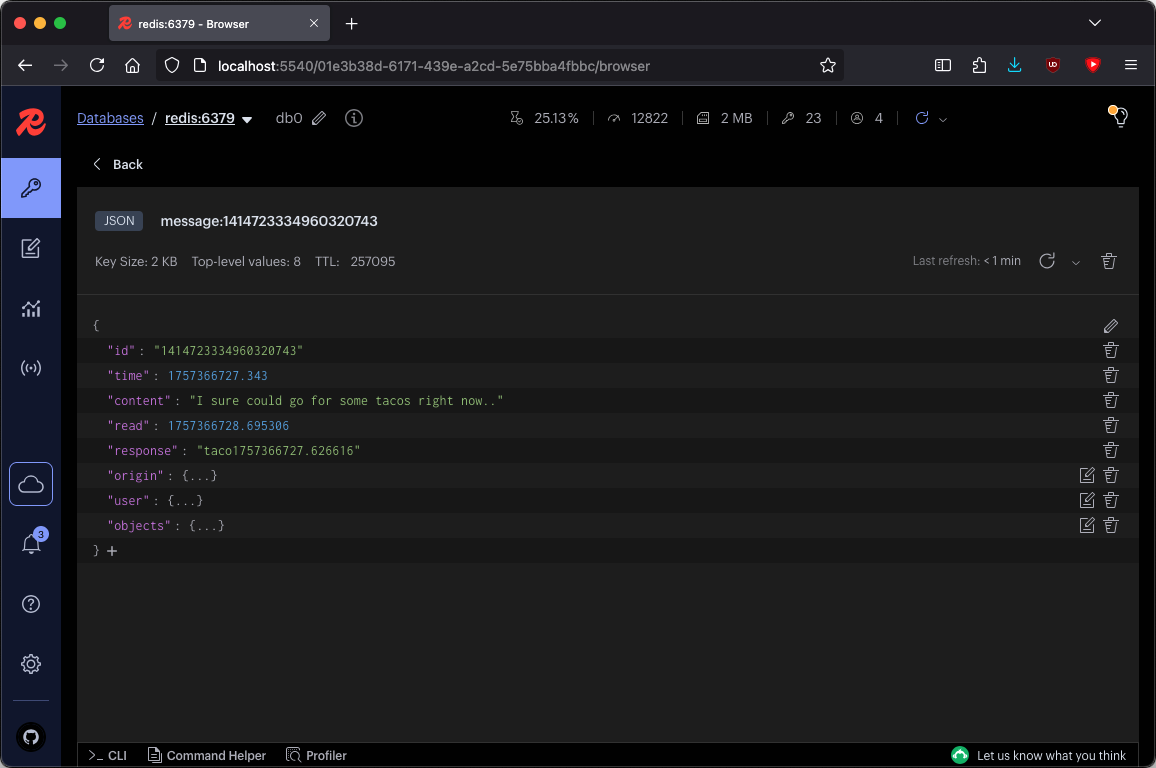 redis:6379 - Browser
localhost:5540/01e3b38d-6171-439e-a2cd-5e75bba4fbbc/browser
Databases / redis:6379 db0 25.13% 12822 2 MB 23 4
Back
JSON message:1414723334960320743
Key Size: 2 KB Top-level values: 8 TTL: 257095 Last refresh: < 1 min
{
"id": "1414723334960320743"
"time": 1757366727.343
"content": "I sure could go for some tacos right now.."
"read": 1757366728.695306
"response": "taco1757366727.626616"
"origin": {...}
"user": {...}
"objects": {...}
} +
3
>_ CLI Command Helper Profiler Let us know what you think